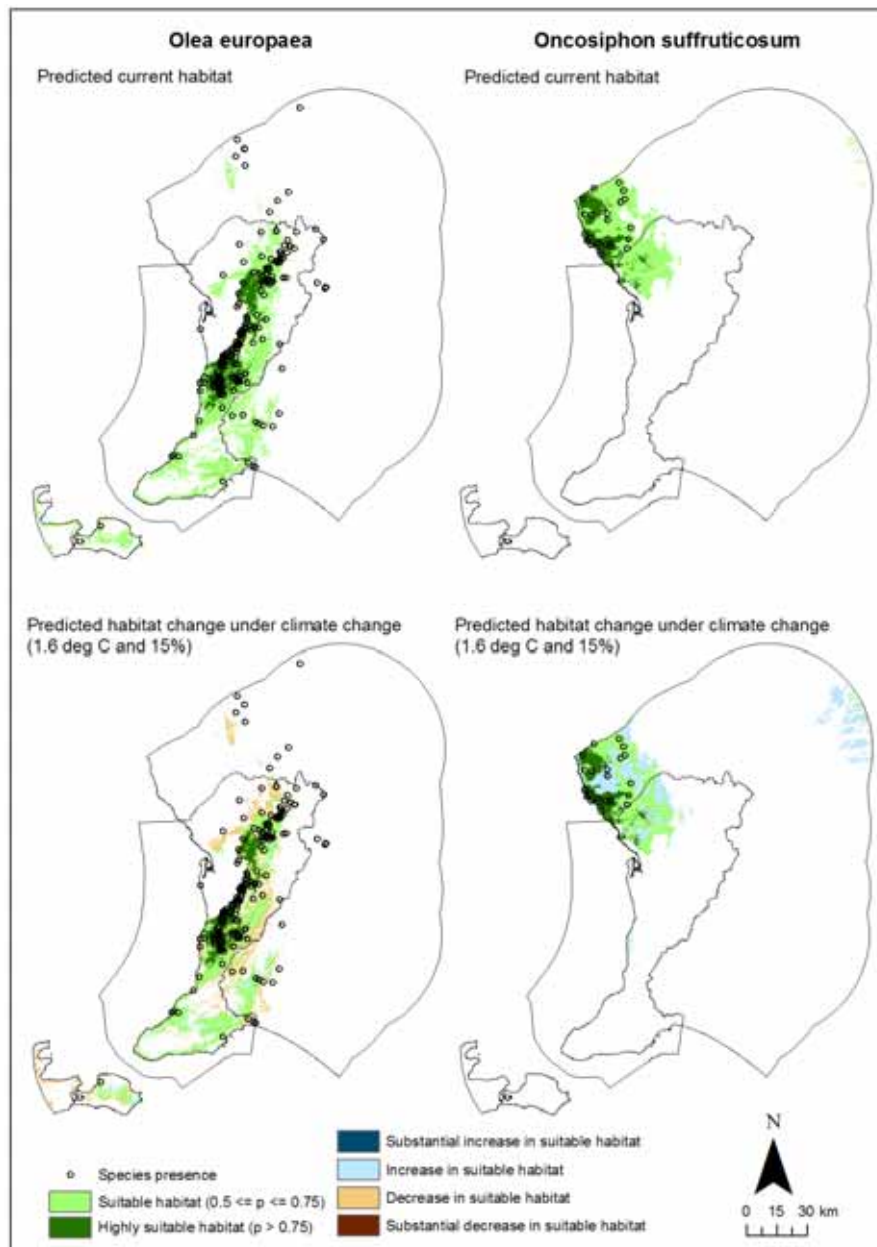 Olea europaea
Oncosiphon suffruticosum
Predicted current habitat
Predicted current habitat
Predicted habitat change under climate change
(1.6 deg C and 15%)
Predicted habitat change under climate change
(1.6 deg C and 15%)
Species presence
Suitable habitat (0.5 <= p <= 0.75)
Highly suitable habitat (p > 0.75)
Substantial increase in suitable habitat
Increase in suitable habitat
Decrease in suitable habitat
Substantial decrease in suitable habitat
N
0 15 30 km